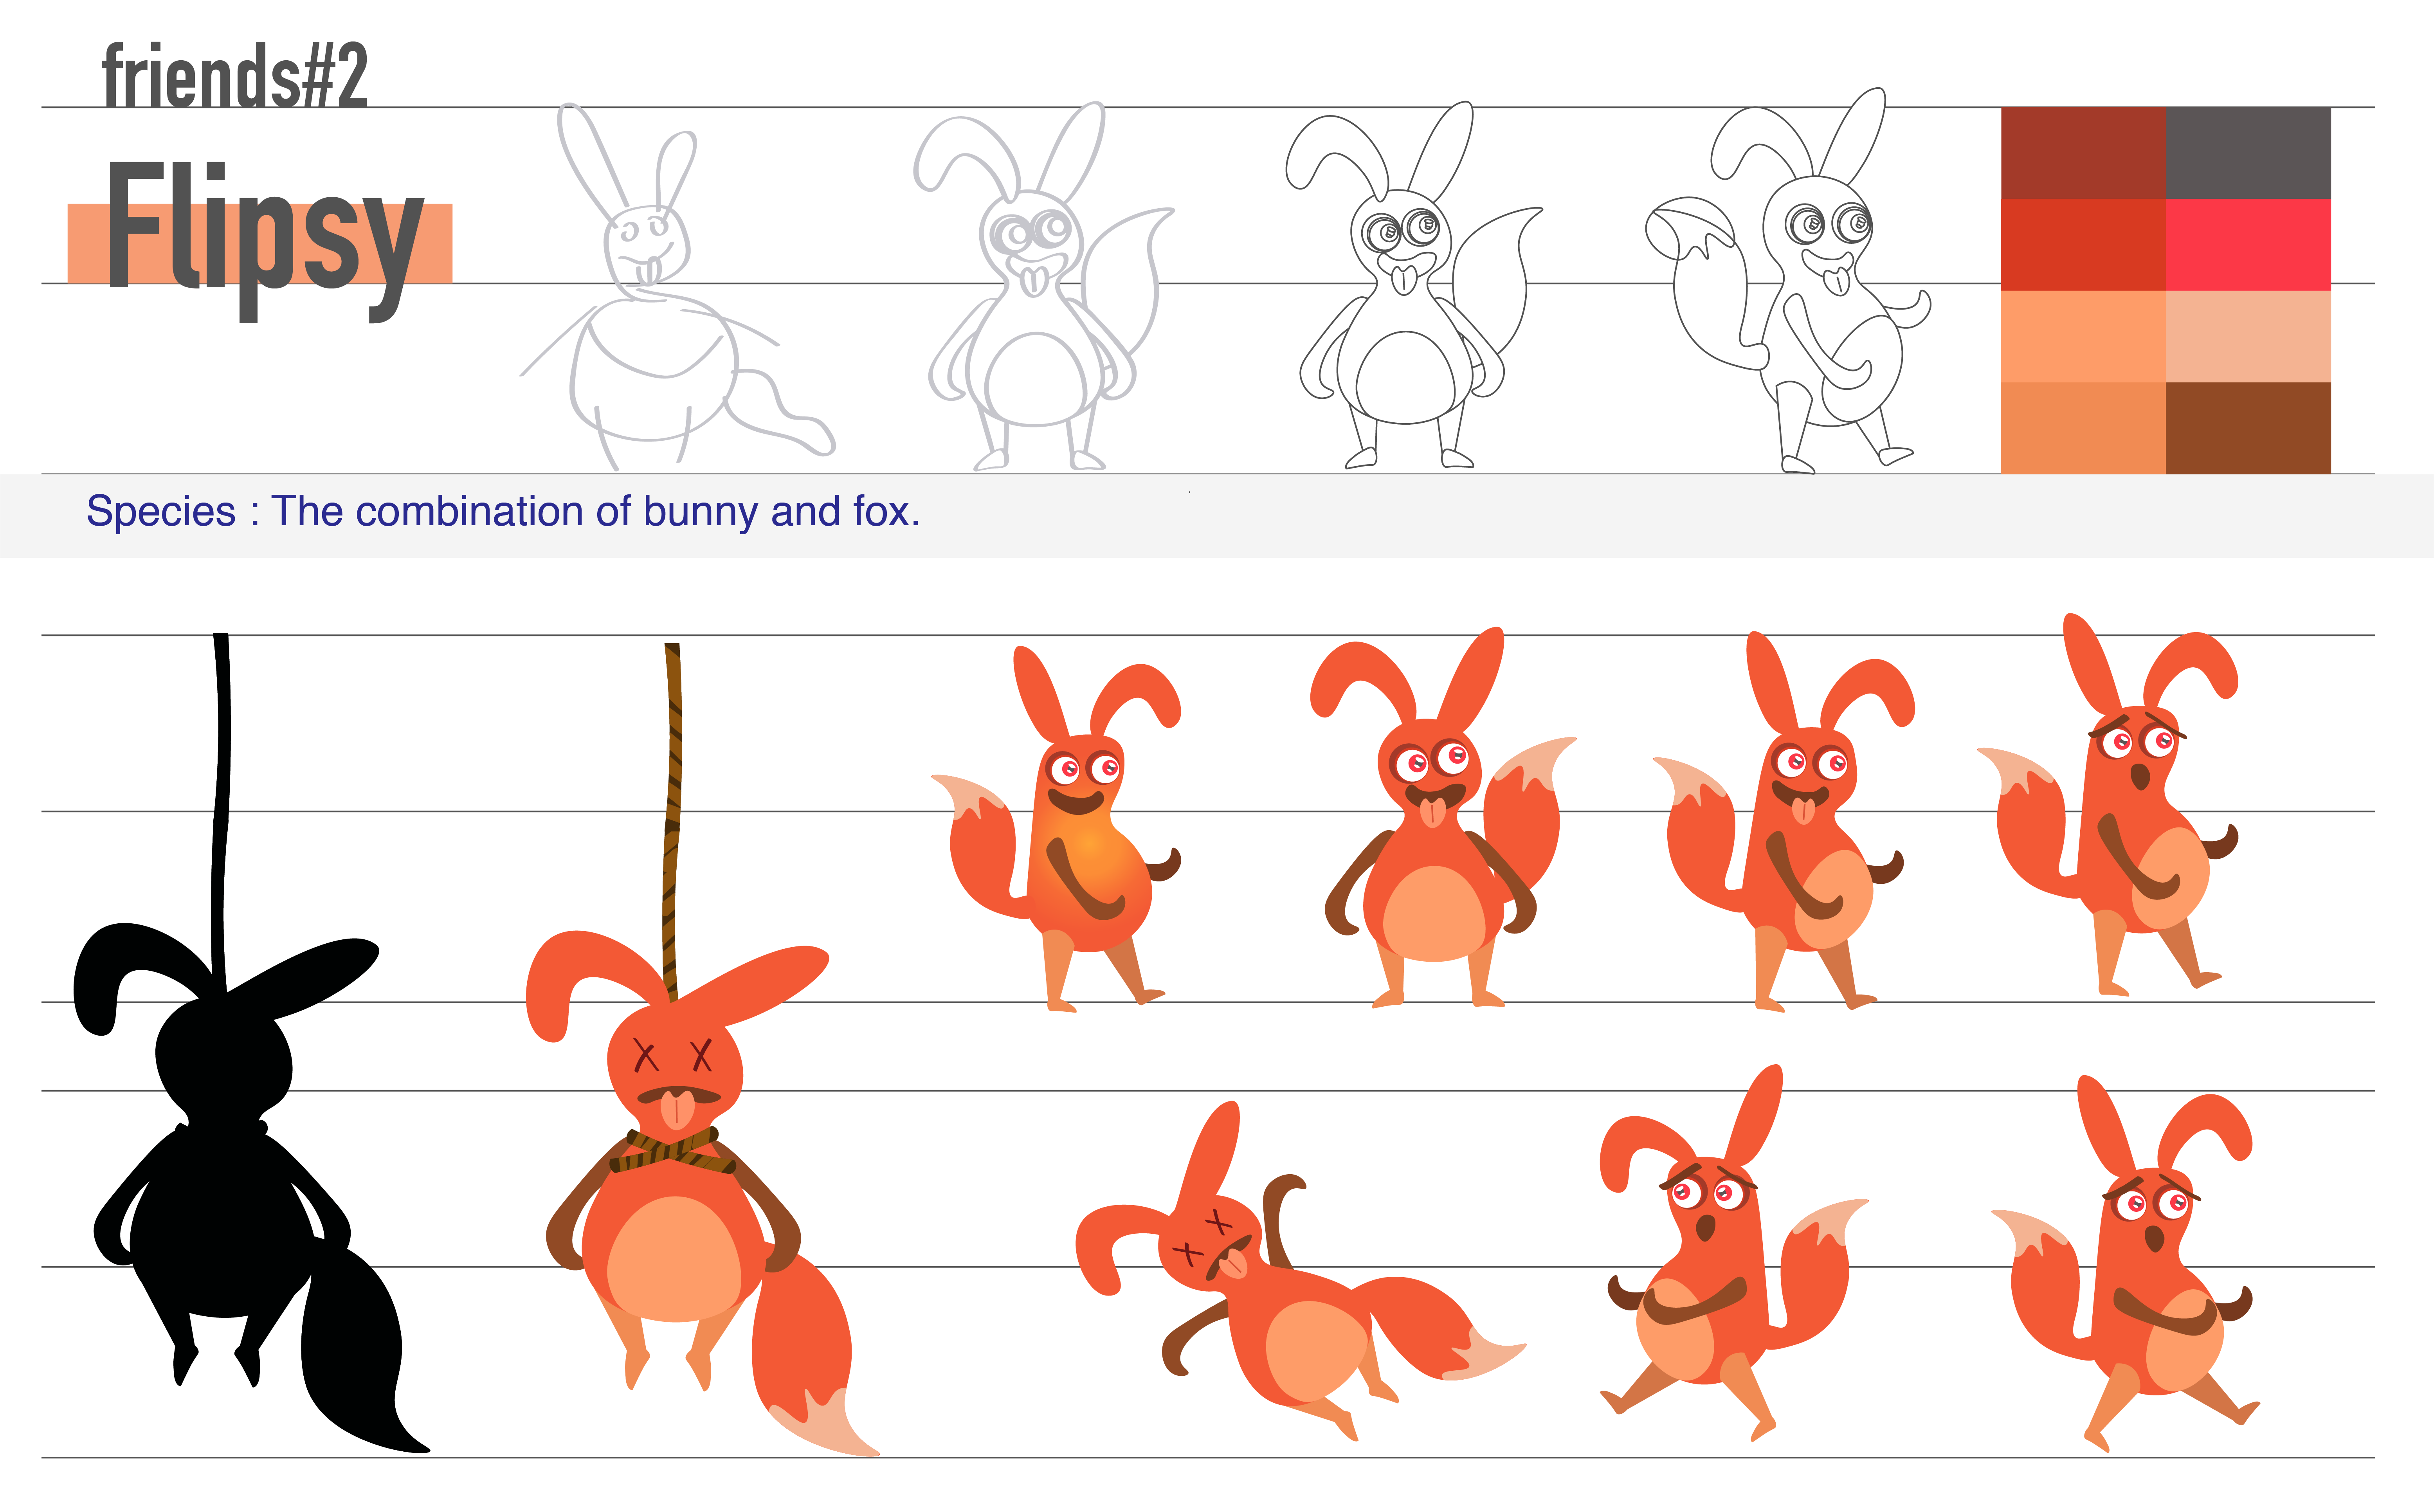 friends#2
Flipsy
Species : The combination of bunny and fox.